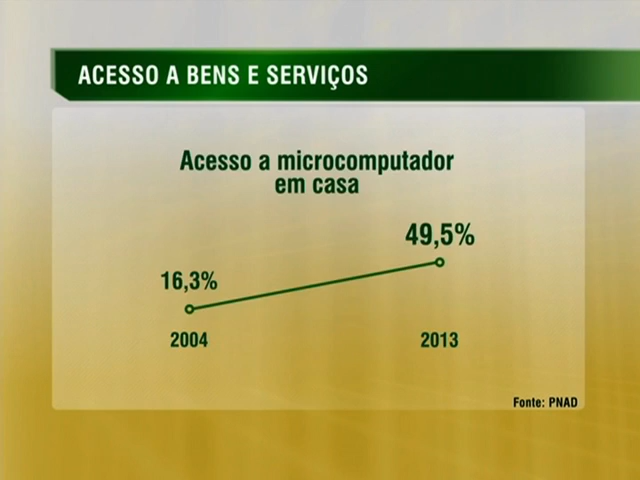 ACESSO A BENS E SERVIÇOS
Acesso a microcomputador
em casa
49,5%
16,3%
2004
2013
Fonte: PNAD